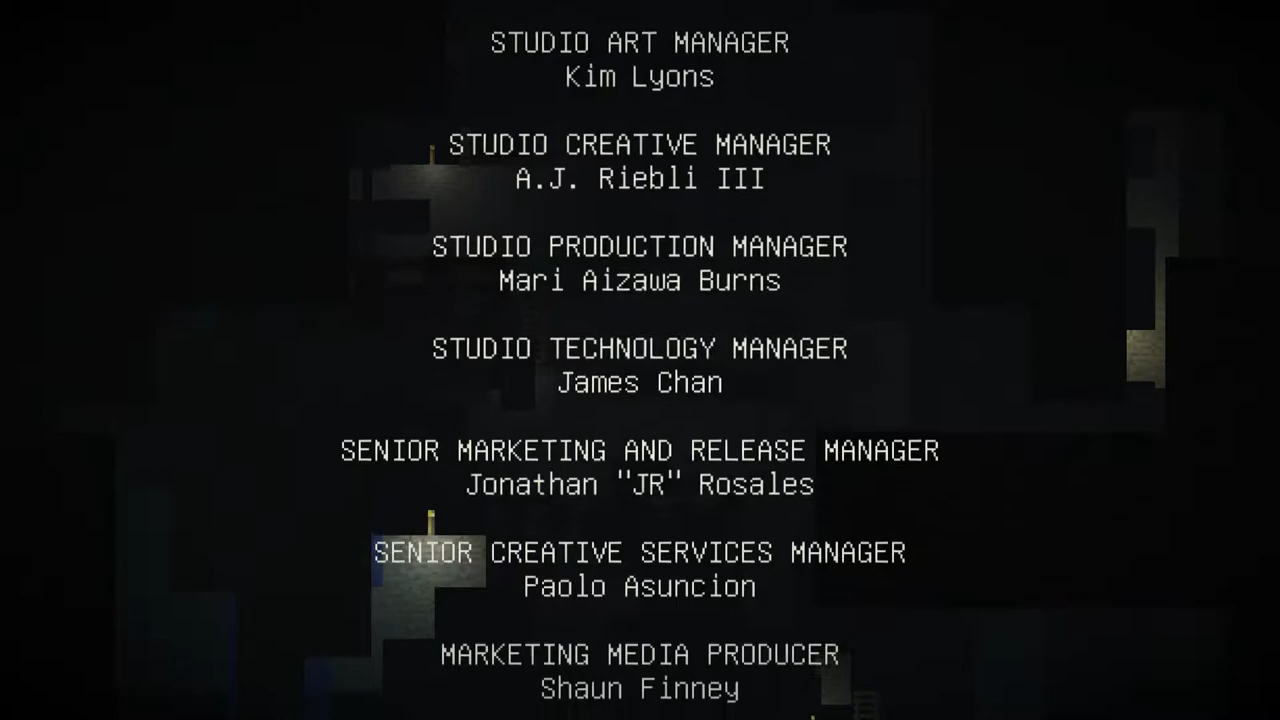 STUDIO ART MANAGER
Kim Lyons
STUDIO CREATIVE MANAGER
A.J. Riebli III
STUDIO PRODUCTION MANAGER
Mari Aizawa Burns
STUDIO TECHNOLOGY MANAGER
James Chan
SENIOR MARKETING AND RELEASE MANAGER
Jonathan "JR" Rosales
SENIOR CREATIVE SERVICES MANAGER
Paolo Asuncion
MARKETING MEDIA PRODUCER
Shaun Finney